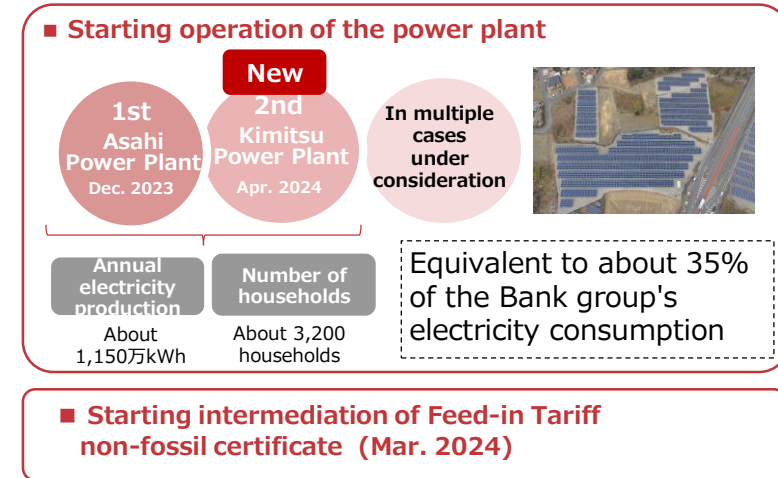 ■ Starting operation of the power plant
New
1st
Asahi
Power Plant
Dec. 2023
2nd
Kimitsu
Power Plant
Apr. 2024
In multiple
cases
under
consideration
Annual
electricity
production
About
1,150万kWh
Number of
households
About 3,200
households
Equivalent to about 35%
of the Bank group's
electricity consumption
■ Starting intermediation of Feed-in Tariff
non-fossil certificate (Mar. 2024)